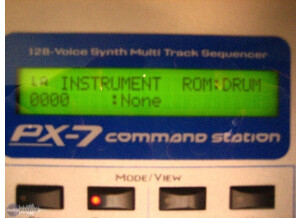 128-Voice Synth Multi Track Sequencer
1A INSTRUMENT ROM:DRUM
0000 :None
PX-7 COMMAND STATION
MODE/VIEW